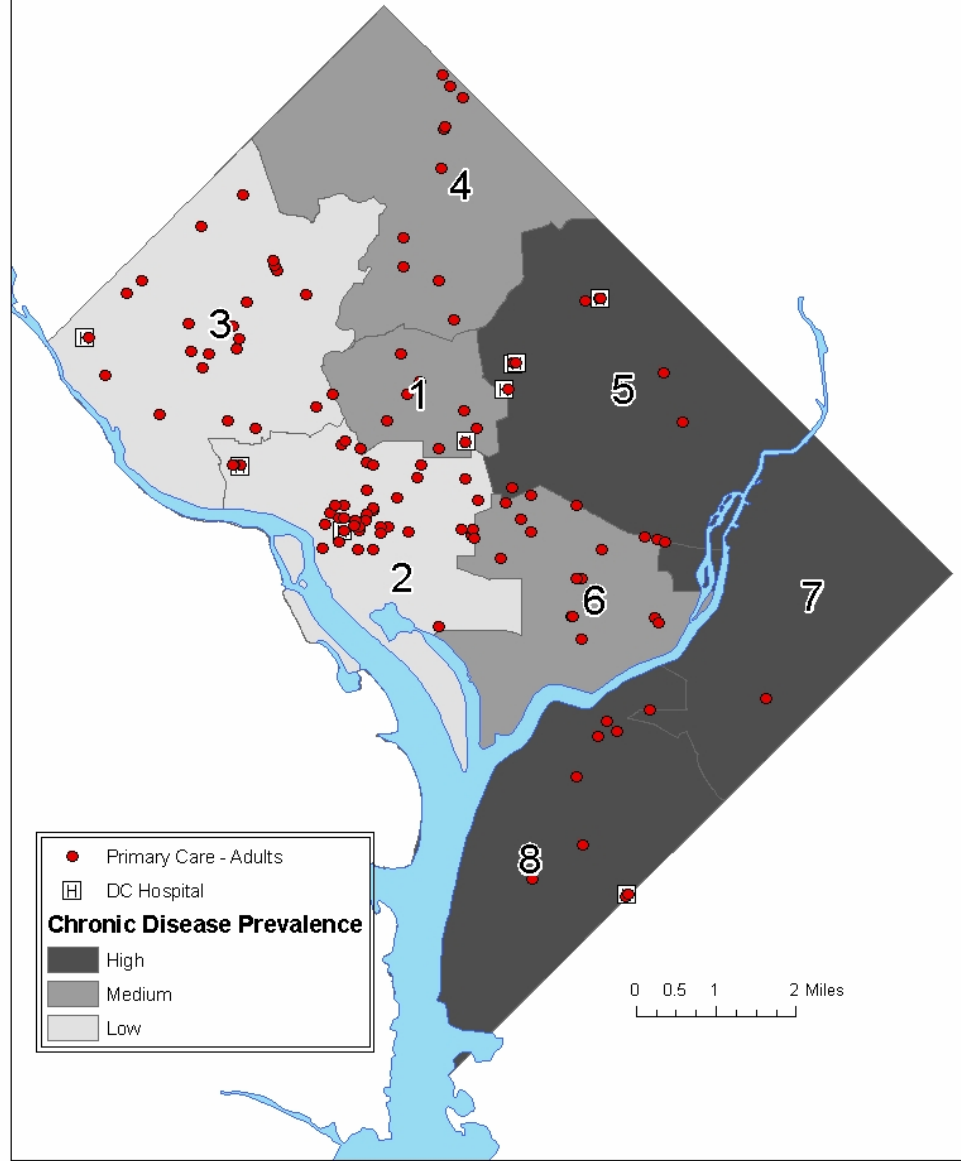 4
3
1
5
2
6
7
8
Primary Care - Adults
H DC Hospital
Chronic Disease Prevalence
High
Medium
Low
0 0.5 1 2 Miles
H
H
H
H
H
H
H
H